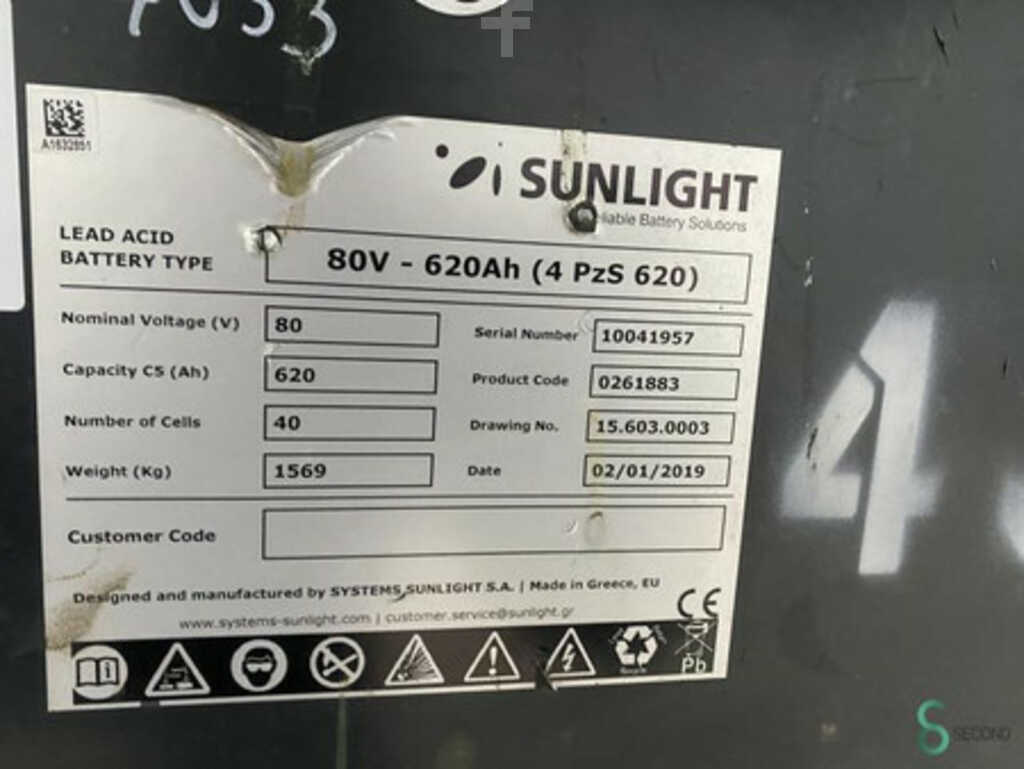 7053
A1632851
SUNLIGHT
Reliable Battery Solutions
LEAD ACID
BATTERY TYPE
80V - 620Ah (4 PzS 620)
Nominal Voltage (V) 80 Serial Number 10041957
Capacity C5 (Ah) 620 Product Code 0261883
Number of Cells 40 Drawing No. 15.603.0003
Weight (Kg) 1569 Date 02/01/2019
Customer Code
Designed and manufactured by SYSTEMS SUNLIGHT S.A. | Made in Greece, EU
www.systems-sunlight.com | customer.service@sunlight.gr
CE
Pb
4
SECOND